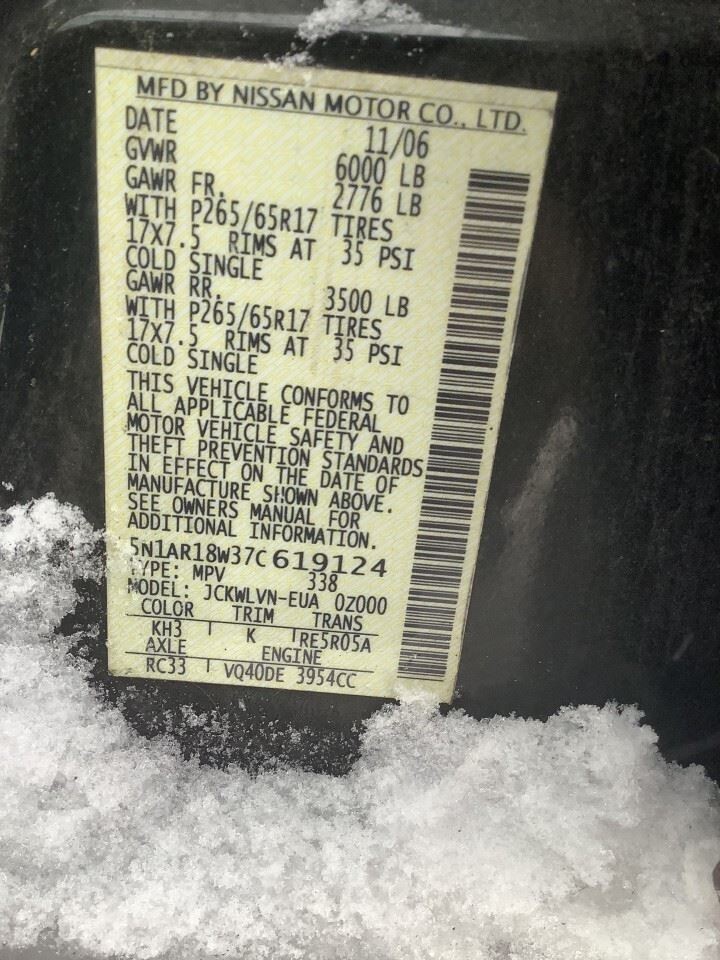 MFD BY NISSAN MOTOR CO., LTD.
DATE 11/06
GVWR 6000 LB
GAWR FR. 2776 LB
WITH P265/65R17 TIRES
17X7.5 RIMS AT 35 PSI
COLD SINGLE
GAWR RR. 3500 LB
WITH P265/65R17 TIRES
17X7.5 RIMS AT 35 PSI
COLD SINGLE
THIS VEHICLE CONFORMS TO
ALL APPLICABLE FEDERAL
MOTOR VEHICLE SAFETY AND
THEFT PREVENTION STANDARDS
IN EFFECT ON THE DATE OF
MANUFACTURE SHOWN ABOVE.
SEE OWNERS MANUAL FOR
ADDITIONAL INFORMATION.
5N1AR18W37C619124
TYPE: MPV 338
MODEL: JCKWLVN-EUA 0Z000
COLOR TRIM TRANS
KH3 K RE5R05A
AXLE ENGINE
RC33 VQ40DE 3954CC